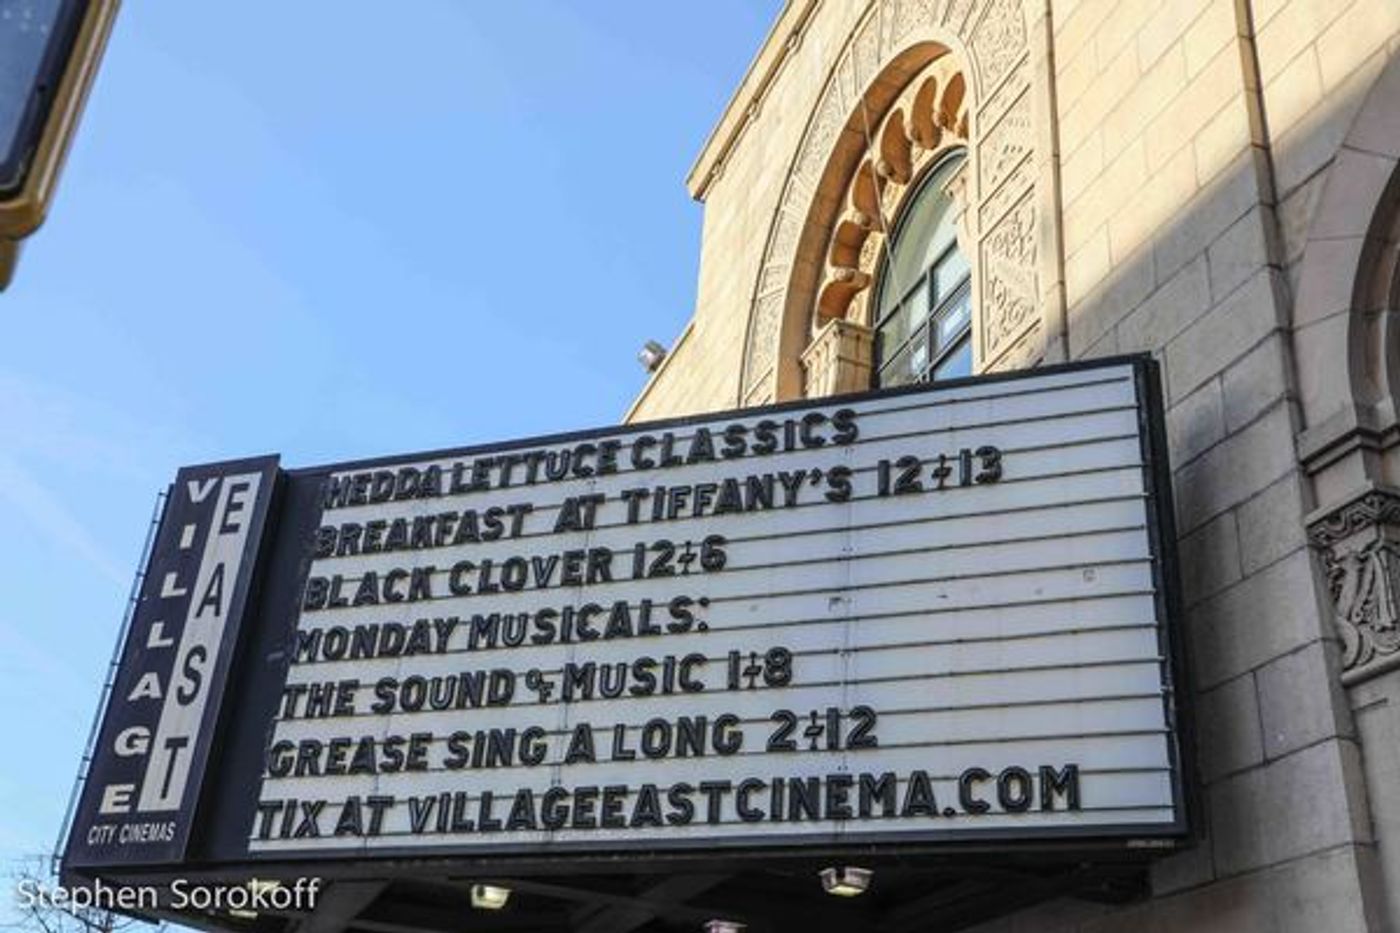 VILLAGE
EAST
CITY CINEMAS
HEDDA LETTUCE CLASSICS
BREAKFAST AT TIFFANY'S 12/13
BLACK CLOVER 12/6
MONDAY MUSICALS:
THE SOUND OF MUSIC 1/8
GREASE SING A LONG 2/12
TIX AT VILLAGEEASTCINEMA.COM
Stephen Sorokoff